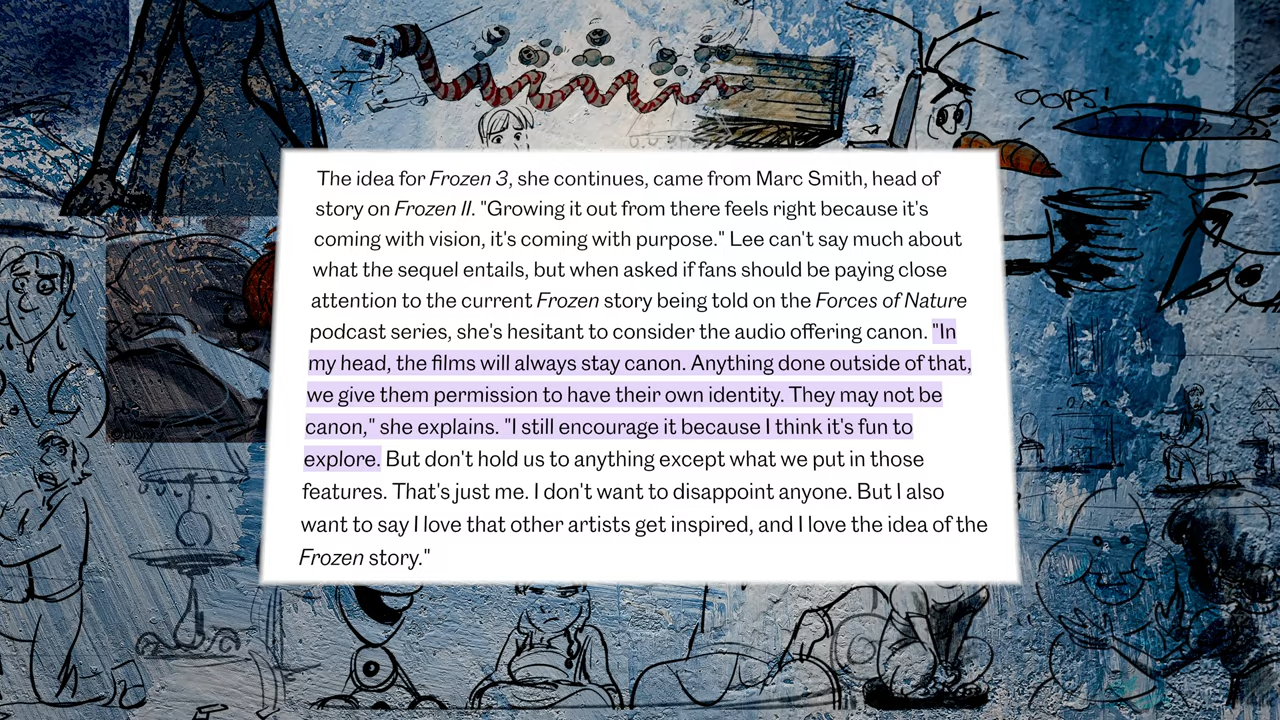 OOPS!
The idea for Frozen 3, she continues, came from Marc Smith, head of
story on Frozen II. "Growing it out from there feels right because it's
coming with vision, it's coming with purpose." Lee can't say much about
what the sequel entails, but when asked if fans should be paying close
attention to the current Frozen story being told on the Forces of Nature
podcast series, she's hesitant to consider the audio offering canon. "In
my head, the films will always stay canon. Anything done outside of that,
we give them permission to have their own identity. They may not be
canon," she explains. "I still encourage it because I think it's fun to
explore. But don't hold us to anything except what we put in those
features. That's just me. I don't want to disappoint anyone. But I also
want to say I love that other artists get inspired, and I love the idea of the
Frozen story."